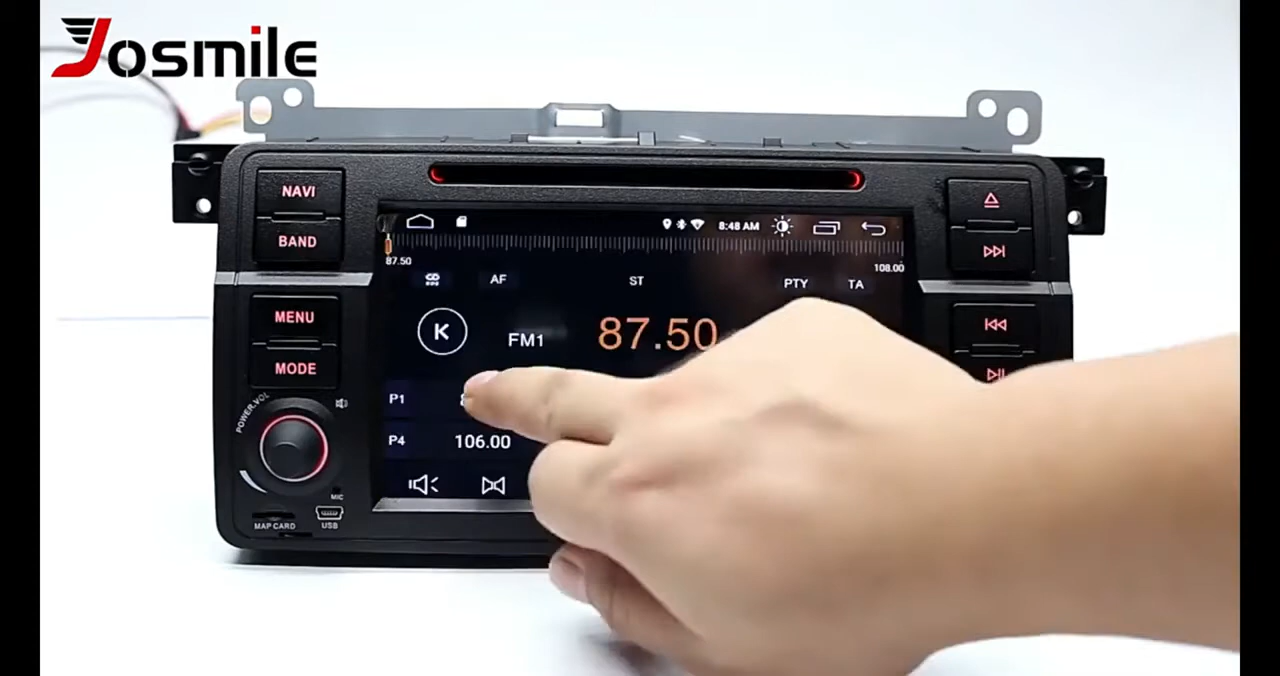 Josmile
NAVI
BAND
MENU
MODE
POWER, VOL
MIC
MAP CARD
USB
8:48 AM
87.50
108.00
AF
ST
PTY
TA
K
FM1
87.50
P1
P4
106.00